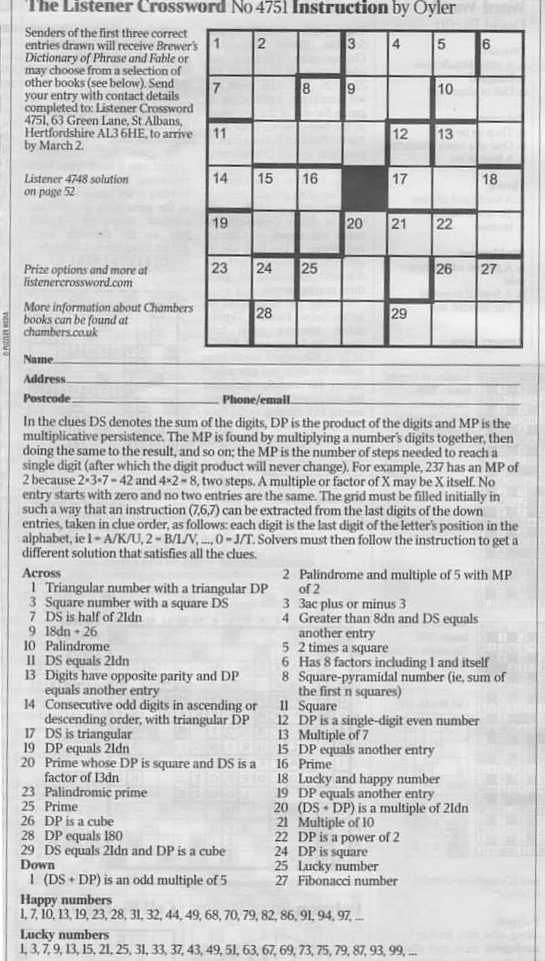 The Listener Crossword No 4751 Instruction by Oyler
Senders of the first three correct
entries drawn will receive Brewer's
Dictionary of Phrase and Fable or
may choose from a selection of
other books (see below). Send
your entry with contact details
completed to: Listener Crossword
4751, 63 Green Lane, St Albans,
Hertfordshire AL3 6HE, to arrive
by March 2.
Listener 4748 solution
on page 52
Prize options and more at
listenercrossword.com
More information about Chambers
books can be found at
chambers.co.uk
© PUZZLER MEDIA
1 2 3 4 5 6
7 8 9 10
11 12 13
14 15 16 17 18
19 20 21 22
23 24 25 26 27
28 29
Name
Address
Postcode Phone/email
In the clues DS denotes the sum of the digits, DP is the product of the digits and MP is the
multiplicative persistence. The MP is found by multiplying a number's digits together, then
doing the same to the result, and so on; the MP is the number of steps needed to reach a
single digit (after which the digit product will never change). For example, 237 has an MP of
2 because 2×3×7 = 42 and 4×2 = 8, two steps. A multiple or factor of X may be X itself. No
entry starts with zero and no two entries are the same. The grid must be filled initially in
such a way that an instruction (7,6,7) can be extracted from the last digits of the down
entries, taken in clue order, as follows: each digit is the last digit of the letter's position in the
alphabet, ie 1 = A/K/U, 2 = B/L/V, ..., 0 = J/T. Solvers must then follow the instruction to get a
different solution that satisfies all the clues.
Across
1 Triangular number with a triangular DP
3 Square number with a square DS
7 DS is half of 21dn
9 18dn + 26
10 Palindrome
11 DS equals 21dn
13 Digits have opposite parity and DP
equals another entry
14 Consecutive odd digits in ascending or
descending order, with triangular DP
17 DS is triangular
19 DP equals 21dn
20 Prime whose DP is square and DS is a
factor of 13dn
23 Palindromic prime
25 Prime
26 DP is a cube
28 DP equals 180
29 DS equals 21dn and DP is a cube
Down
1 (DS + DP) is an odd multiple of 5
2 Palindrome and multiple of 5 with MP
of 2
3 3ac plus or minus 3
4 Greater than 8dn and DS equals
another entry
5 2 times a square
6 Has 8 factors including 1 and itself
8 Square-pyramidal number (ie, sum of
the first n squares)
11 Square
12 DP is a single-digit even number
13 Multiple of 7
15 DP equals another entry
16 Prime
18 Lucky and happy number
19 DP equals another entry
20 (DS + DP) is a multiple of 21dn
21 Multiple of 10
22 DP is a power of 2
24 DP is square
25 Lucky number
27 Fibonacci number
Happy numbers
1, 7, 10, 13, 19, 23, 28, 31, 32, 44, 49, 68, 70, 79, 82, 86, 91, 94, 97, ...
Lucky numbers
1, 3, 7, 9, 13, 15, 21, 25, 31, 33, 37, 43, 49, 51, 63, 67, 69, 73, 75, 79, 87, 93, 99, ...